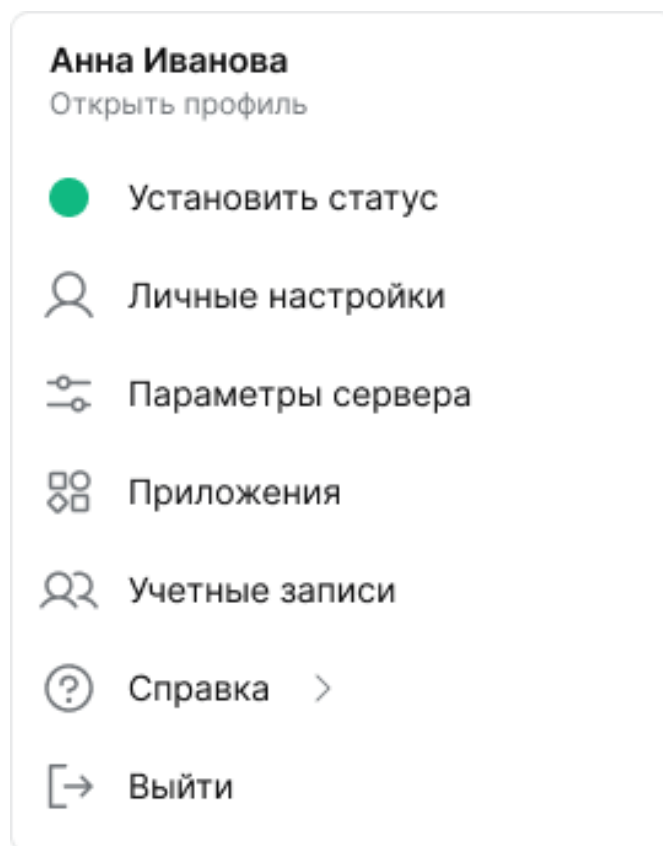 Анна Иванова
Открыть профиль
Установить статус
Личные настройки
Параметры сервера
Приложения
Учетные записи
Справка
Выйти